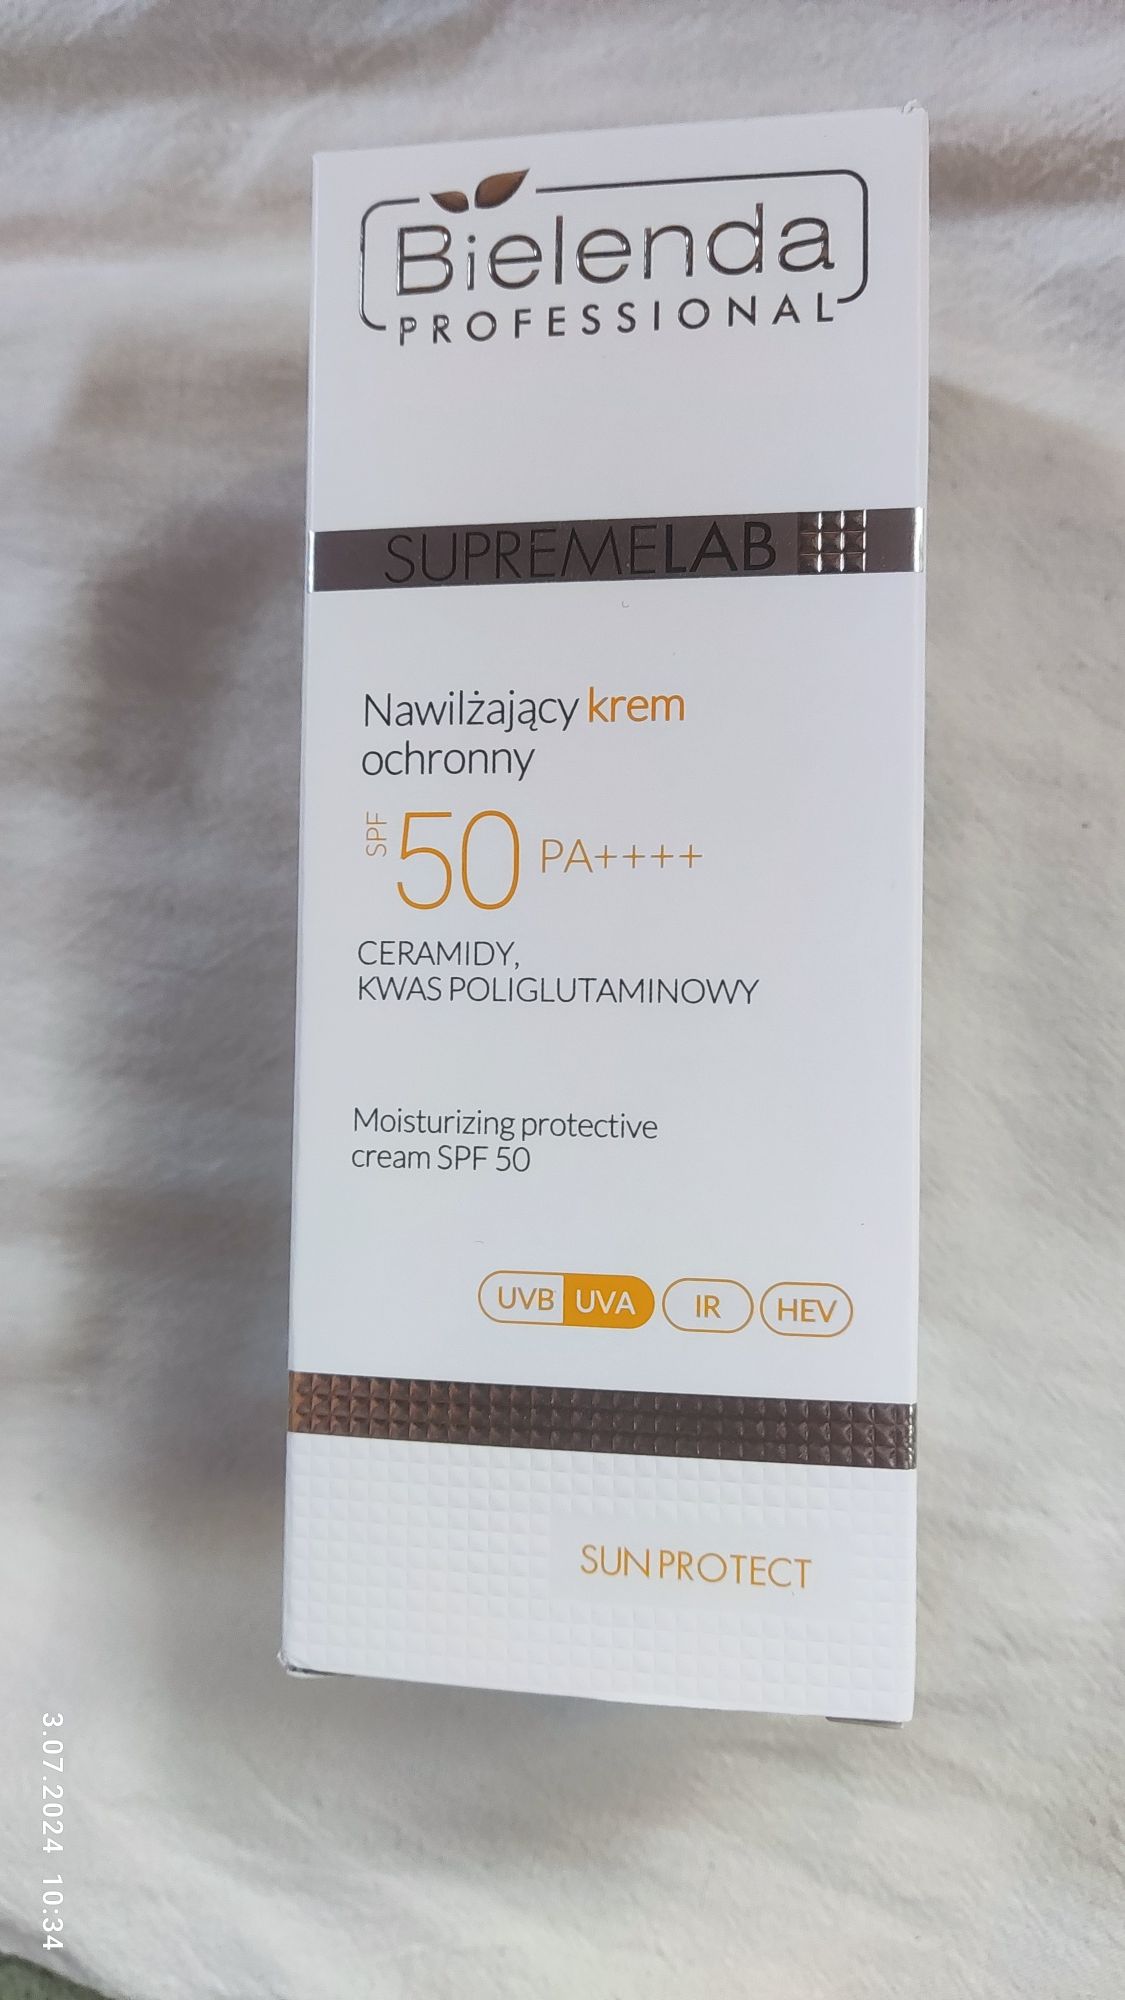 Bielenda
PROFESSIONAL
SUPREMELAB
Nawilżający krem
ochronny
SPF 50 PA++++
CERAMIDY,
KWAS POLIGLUTAMINOWY
Moisturizing protective
cream SPF 50
UVB UVA IR HEV
SUN PROTECT
3.07.2024 10:34